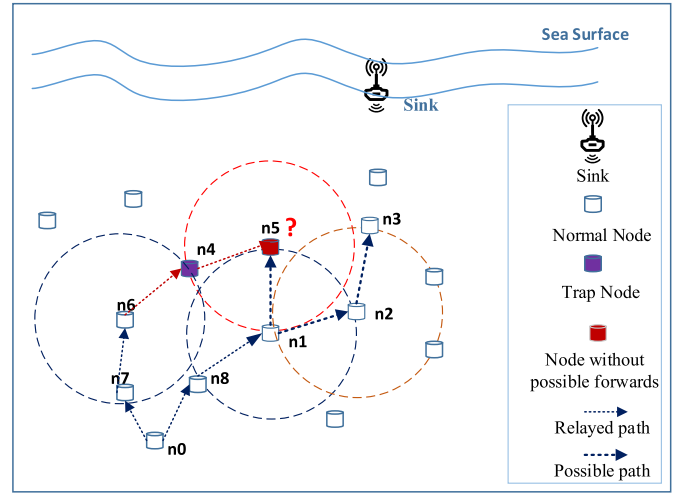 Sea Surface
Sink
n3
n5 ?
n4
n6
n2
n1
n7
n8
n0
Sink
Normal Node
Trap Node
Node without
possible forwards
Relayed path
Possible path